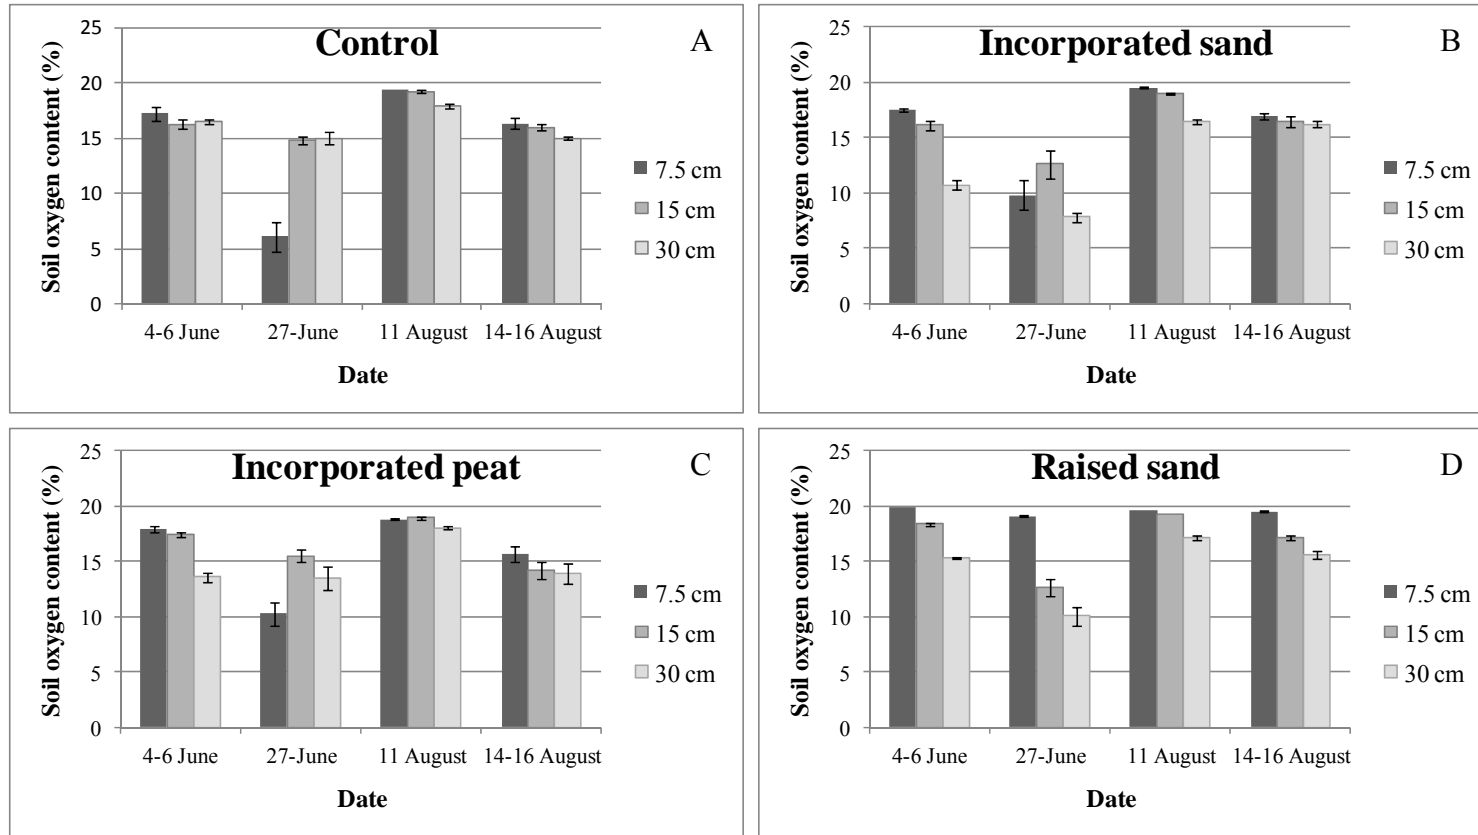 Control
A
Soil oxygen content (%)
25
20
15
10
5
0
4-6 June
27-June
11 August
14-16 August
Date
7.5 cm
15 cm
30 cm
Incorporated sand
B
Soil oxygen content (%)
25
20
15
10
5
0
4-6 June
27-June
11 August
14-16 August
Date
7.5 cm
15 cm
30 cm
Incorporated peat
C
Soil oxygen content (%)
25
20
15
10
5
0
4-6 June
27-June
11 August
14-16 August
Date
7.5 cm
15 cm
30 cm
Raised sand
D
Soil oxygen content (%)
25
20
15
10
5
0
4-6 June
27-June
11 August
14-16 August
Date
7.5 cm
15 cm
30 cm